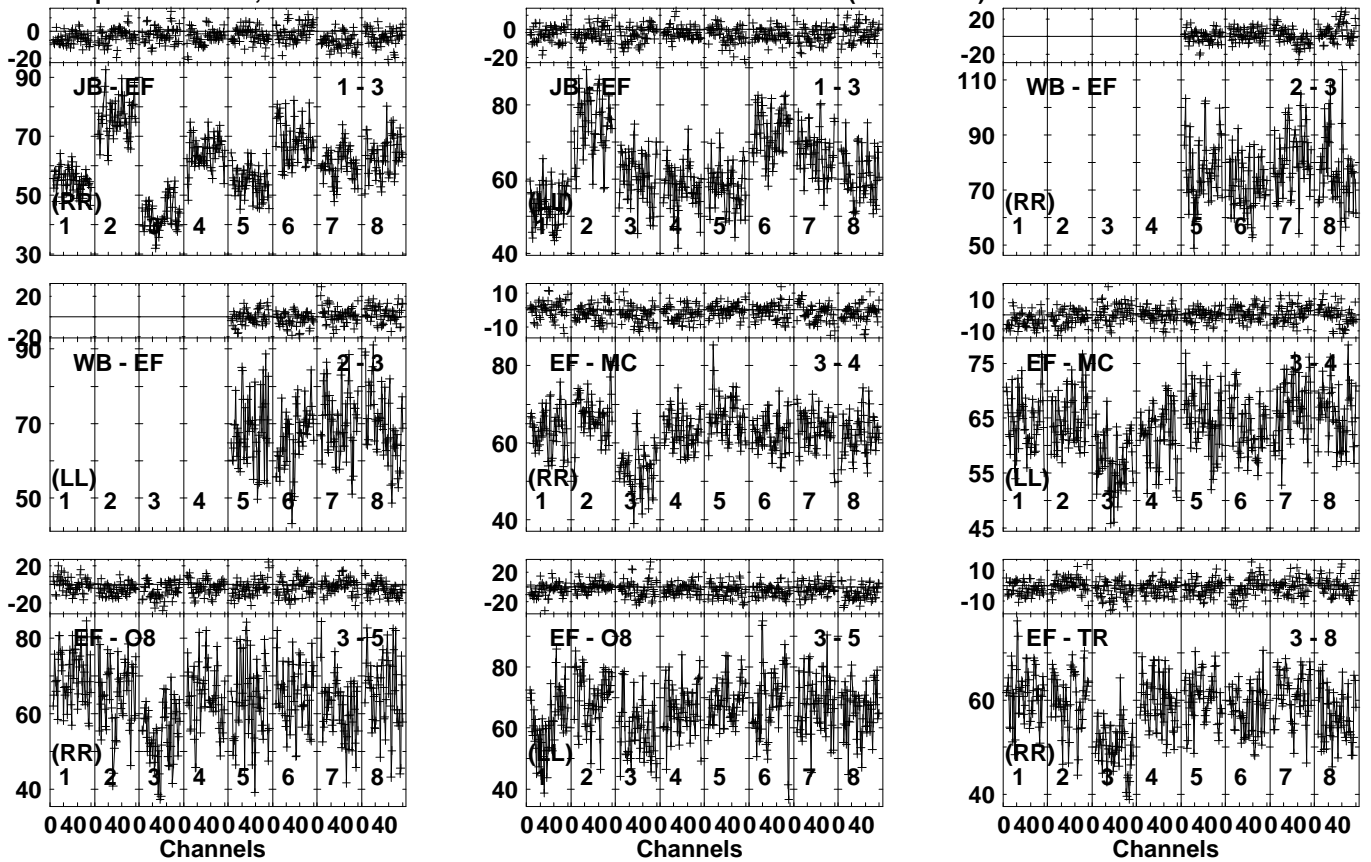 0 0 20
-20 -20 -20
90 JB - EF 1 - 3 80 JB - EF 1 - 3 110 WB - EF 2 - 3
70 90
50 60 70
(RR) (LL) (RR)
1 2 3 4 5 6 7 8 1 2 3 4 5 6 7 8 1 2 3 4 5 6 7 8
30 40 50
20 10 10
-20 -10 -10
90 WB - EF 2 - 3 80 EF - MC 3 - 4 75 EF - MC 3 - 4
70 60 65
(LL) (RR) 55 (LL)
50 1 2 3 4 5 6 7 8 1 2 3 4 5 6 7 8 1 2 3 4 5 6 7 8
40 45
20 20 10
-20 -20 -10
80 EF - O8 3 - 5 80 EF - O8 3 - 5 EF - TR 3 - 8
60 60 60
(RR) (LL) (RR)
1 2 3 4 5 6 7 8 1 2 3 4 5 6 7 8 1 2 3 4 5 6 7 8
40 40 40
0 40 0 40 0 40 0 40 0 40 0 40 0 40 0 40 0 40 0 40 0 40 0 40 0 40 0 40 0 40 0 40 0 40 0 40 0 40 0 40 0 40 0 40 0 40 0 40
Channels Channels Channels